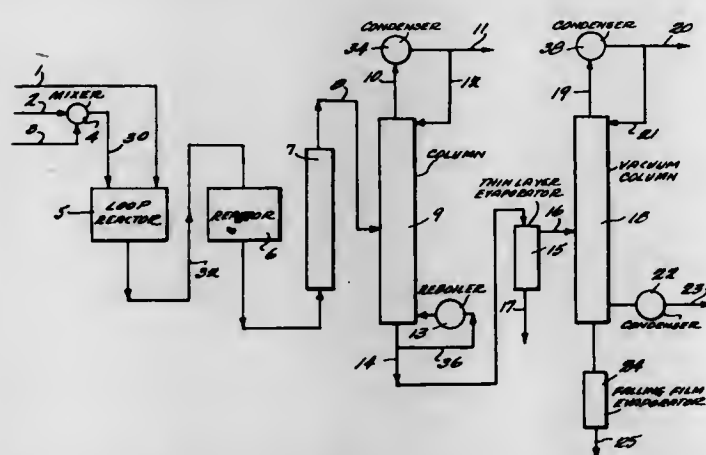 CONDENSER
34
11
10
12
CONDENSER
38
20
19
21
1
MIXER
2
8
4
30
5
LOOP
REACTOR
32
REACTOR
6
7
8
COLUMN
9
REBOILER
13
14
36
THIN LAYER
EVAPORATOR
16
15
17
VACUUM
COLUMN
18
22
23
CONDENSER
24
FALLING FILM
EVAPORATOR
25